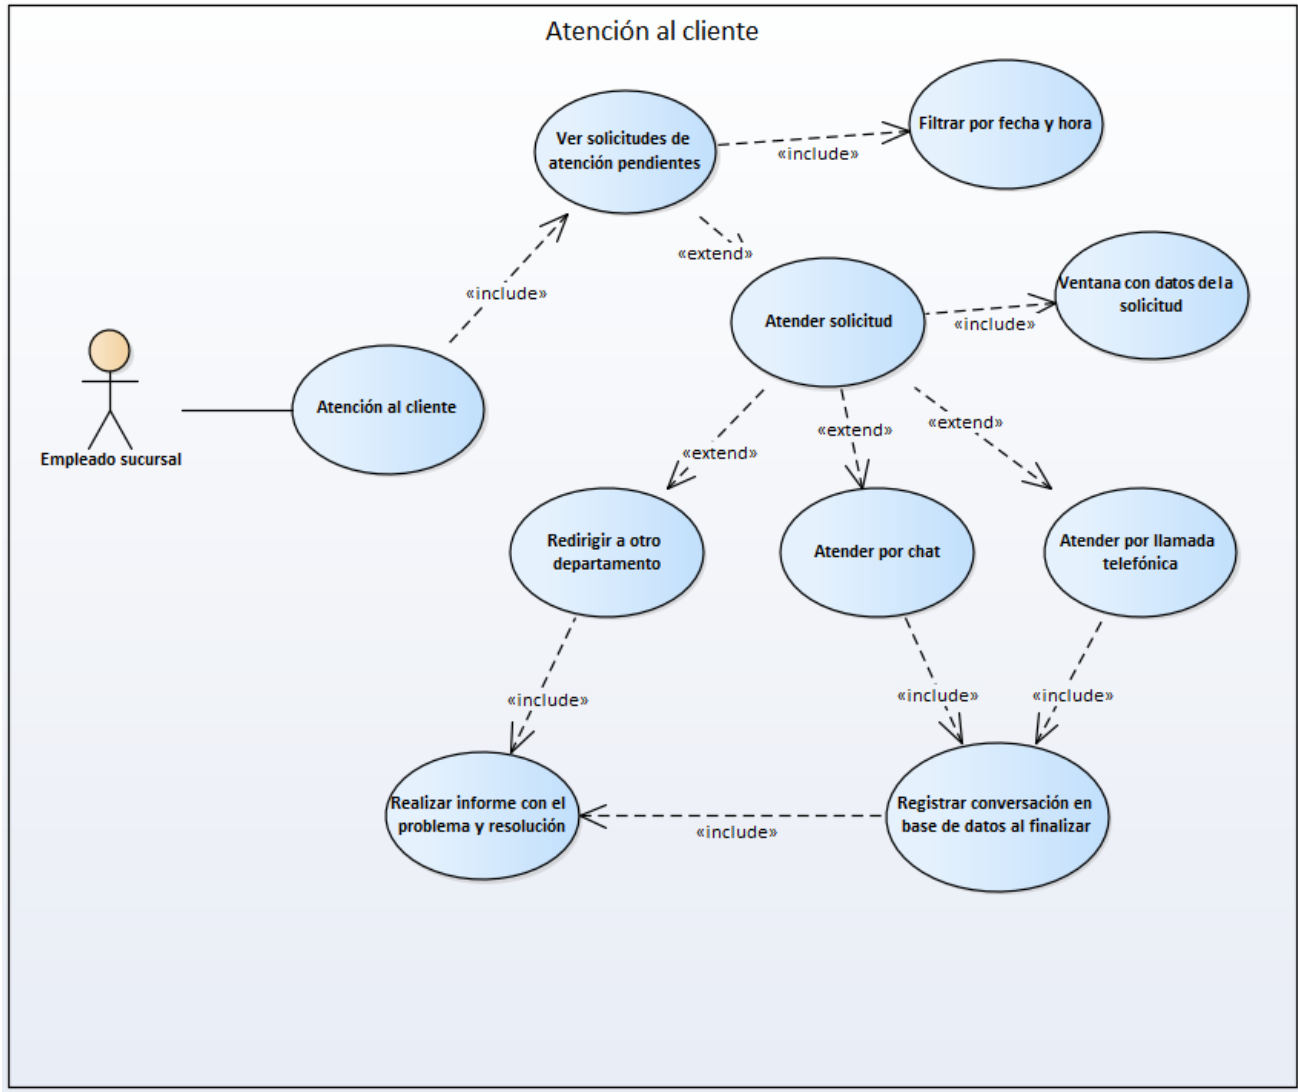 Atención al cliente
Filtrar por fecha y hora
Ver solicitudes de
atención pendientes
«include»
«extend»
Ventana con datos de la
solicitud
«include»
Atender solicitud
«include»
Atención al cliente
Empleado sucursal
«extend»
«extend»
«extend»
Redirigir a otro
departamento
Atender por chat
Atender por llamada
telefónica
«include»
«include»
«include»
Realizar informe con el
problema y resolución
Registrar conversación en
base de datos al finalizar
«include»